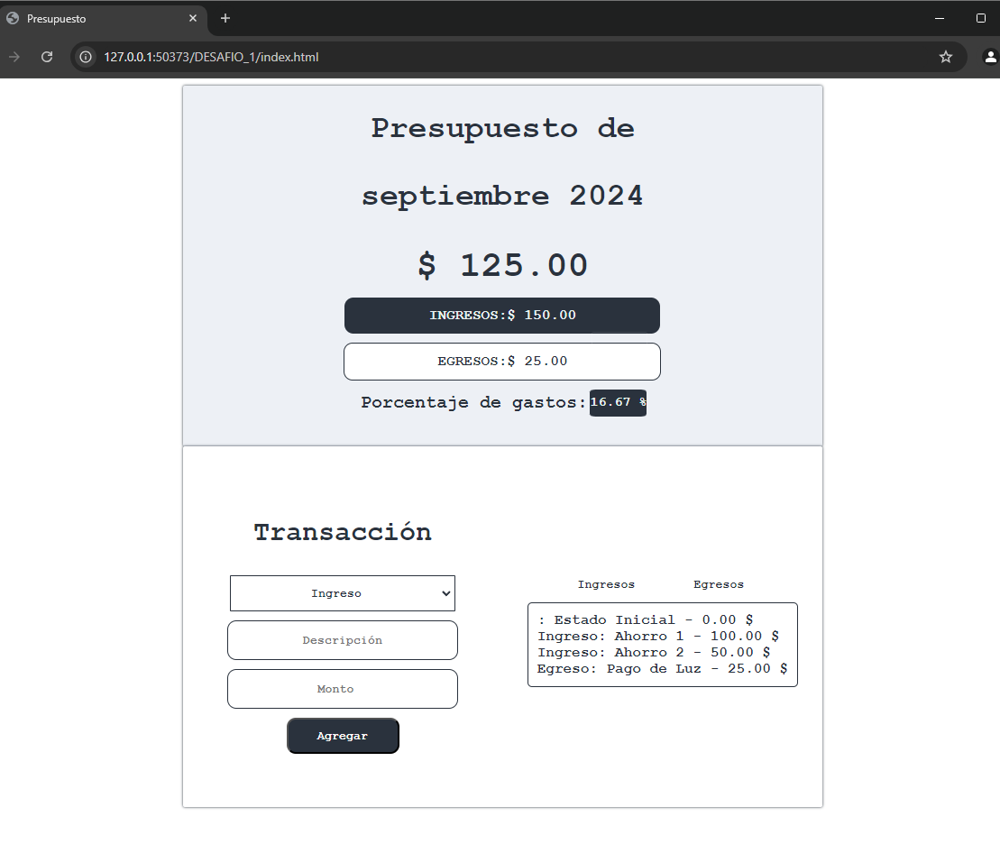 Presupuesto
127.0.0.1:50373/DESAFIO_1/index.html
Presupuesto de
septiembre 2024
$ 125.00
INGRESOS:$ 150.00
EGRESOS:$ 25.00
Porcentaje de gastos: 16.67 %
Transacción
Ingreso
Descripción
Monto
Agregar
Ingresos Egresos
: Estado Inicial - 0.00 $
Ingreso: Ahorro 1 - 100.00 $
Ingreso: Ahorro 2 - 50.00 $
Egreso: Pago de Luz - 25.00 $